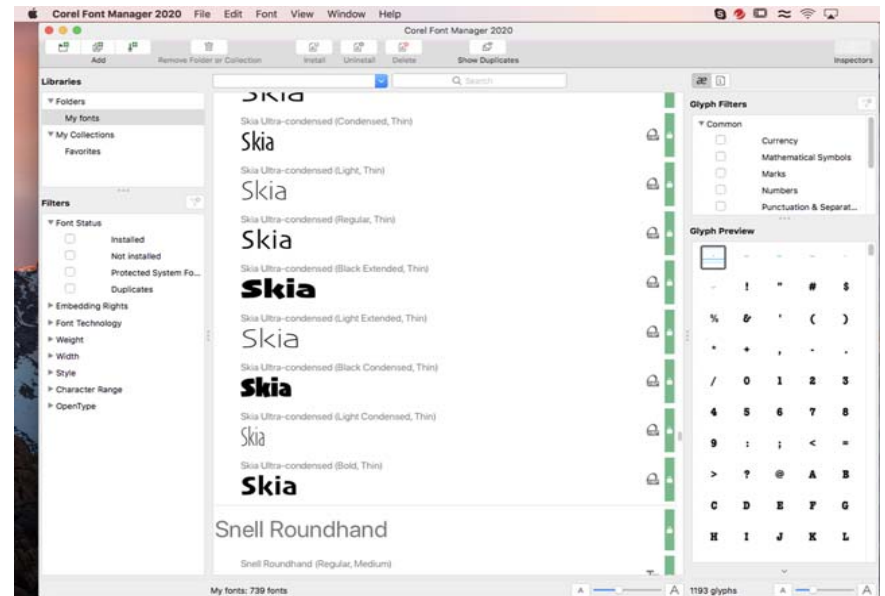 Corel Font Manager 2020 File Edit Font View Window Help
Corel Font Manager 2020
Add Remove Folder or Collection Install Uninstall Delete Show Duplicates Inspectors
Libraries
Search
Folders
My fonts
My Collections
Favorites
Filters
Font Status
Installed
Not installed
Protected System Fo...
Duplicates
Embedding Rights
Font Technology
Weight
Width
Style
Character Range
OpenType
Skia
Skia Ultra-condensed (Condensed, Thin)
Skia
Skia Ultra-condensed (Light, Thin)
Skia
Skia Ultra-condensed (Regular, Thin)
Skia
Skia Ultra-condensed (Black Extended, Thin)
Skia
Skia Ultra-condensed (Light Extended, Thin)
Skia
Skia Ultra-condensed (Black Condensed, Thin)
Skia
Skia Ultra-condensed (Light Condensed, Thin)
Skia
Skia Ultra-condensed (Bold, Thin)
Skia
Snell Roundhand
Snell Roundhand (Regular, Medium)
My fonts: 739 fonts
A A
æ
Glyph Filters
Common
Currency
Mathematical Symbols
Marks
Numbers
Punctuation & Separat...
Glyph Preview
! " # $
% & ' ( )
* + , - .
/ 0 1 2 3
4 5 6 7 8
9 : ; < =
> ? @ A B
C D E F G
H I J K L
1193 glyphs A A